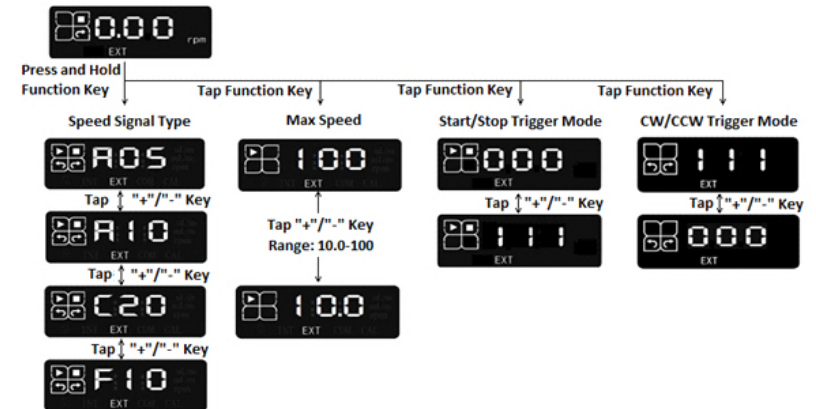 0.00 rpm
EXT
Press and Hold
Function Key
Tap Function Key
Tap Function Key
Tap Function Key
Speed Signal Type
Max Speed
Start/Stop Trigger Mode
CW/CCW Trigger Mode
A05
EXT
100
EXT
000
EXT
111
EXT
Tap "+"/"-" Key
Tap "+"/"-" Key
Range: 10.0-100
Tap "+"/"-" Key
Tap "+"/"-" Key
A10
EXT
111
EXT
000
EXT
Tap "+"/"-" Key
C20
EXT
10.0
EXT
Tap "+"/"-" Key
F10
EXT